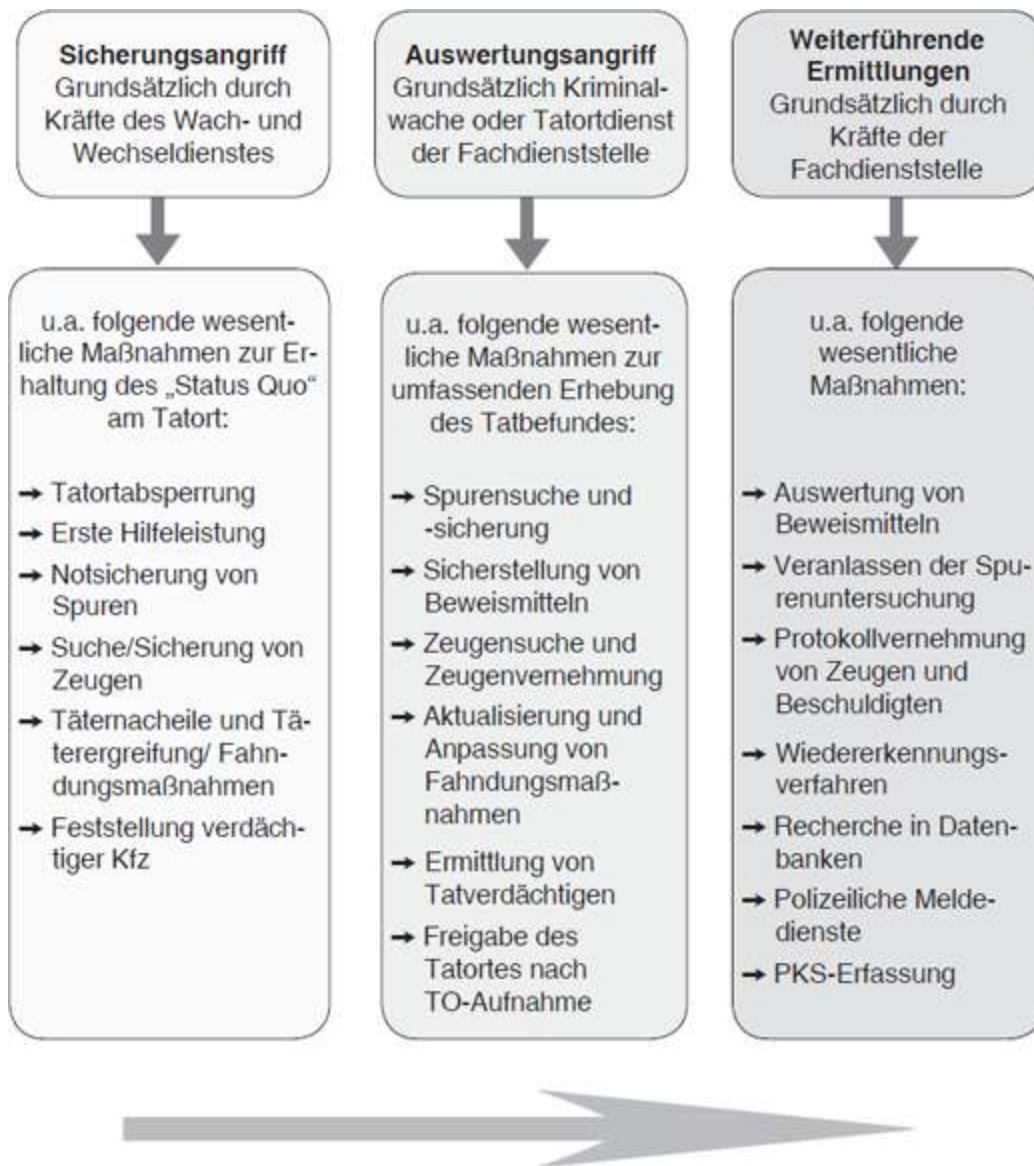 Sicherungsangriff
Grundsätzlich durch
Kräfte des Wach- und
Wechseldienstes
u.a. folgende wesent-
liche Maßnahmen zur Er-
haltung des „Status Quo“
am Tatort:
→ Tatortabsperrung
→ Erste Hilfeleistung
→ Notsicherung von
Spuren
→ Suche/Sicherung von
Zeugen
→ Täternacheile und Tä-
terergreifung/ Fahn-
dungsmaßnahmen
→ Feststellung verdäch-
tiger Kfz
Auswertungsangriff
Grundsätzlich Kriminal-
wache oder Tatortdienst
der Fachdienststelle
u.a. folgende wesent-
liche Maßnahmen zur
umfassenden Erhebung
des Tatbefundes:
→ Spurensuche und
-sicherung
→ Sicherstellung von
Beweismitteln
→ Zeugensuche und
Zeugenvernehmung
→ Aktualisierung und
Anpassung von
Fahndungsmaß-
nahmen
→ Ermittlung von
Tatverdächtigen
→ Freigabe des
Tatortes nach
TO-Aufnahme
Weiterführende
Ermittlungen
Grundsätzlich durch
Kräfte der
Fachdienststelle
u.a. folgende
wesentliche
Maßnahmen:
→ Auswertung von
Beweismitteln
→ Veranlassen der Spu-
renuntersuchung
→ Protokollvernehmung
von Zeugen und
Beschuldigten
→ Wiedererkennungs-
verfahren
→ Recherche in Daten-
banken
→ Polizeiliche Melde-
dienste
→ PKS-Erfassung